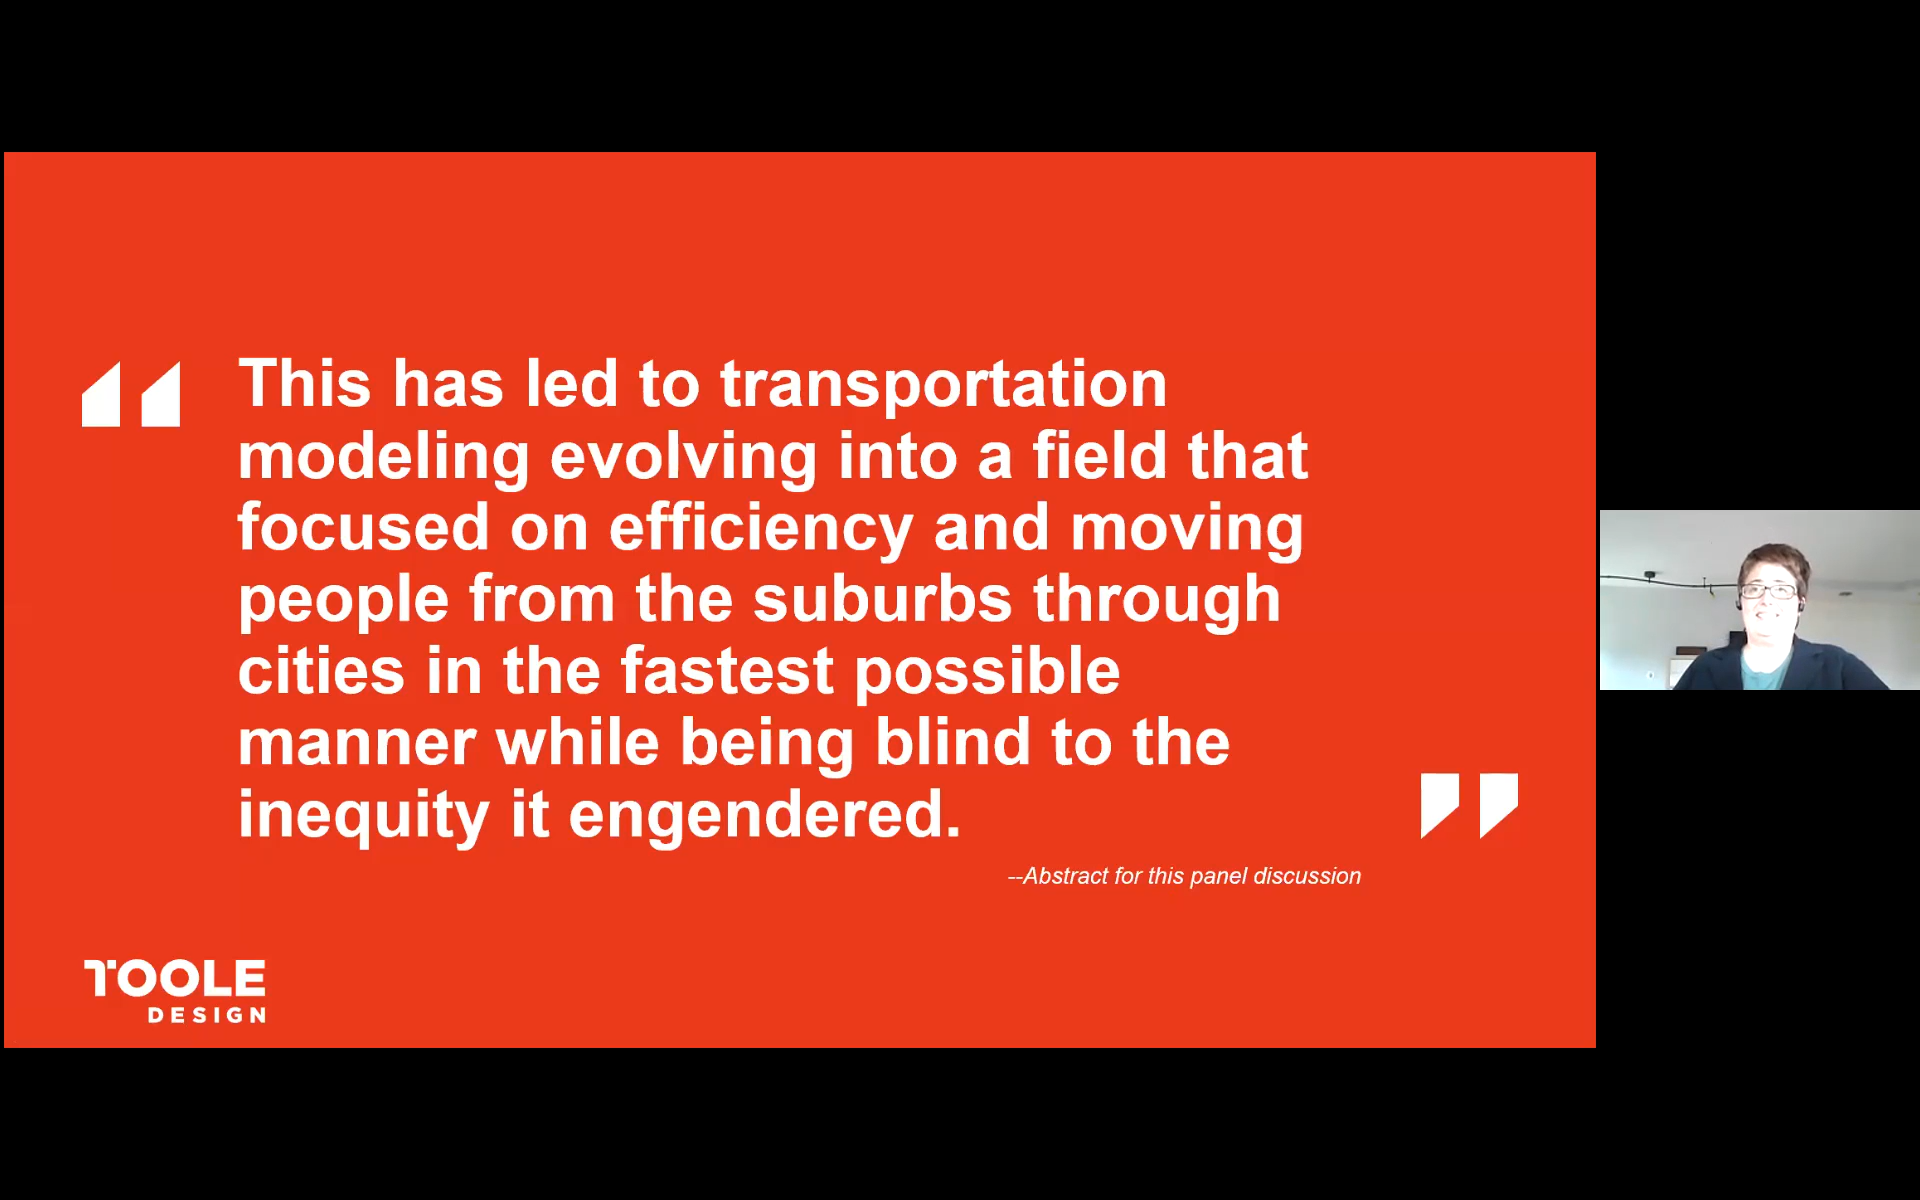 “ This has led to transportation
modeling evolving into a field that
focused on efficiency and moving
people from the suburbs through
cities in the fastest possible
manner while being blind to the
inequity it engendered. ”
--Abstract for this panel discussion
TOOLE
DESIGN